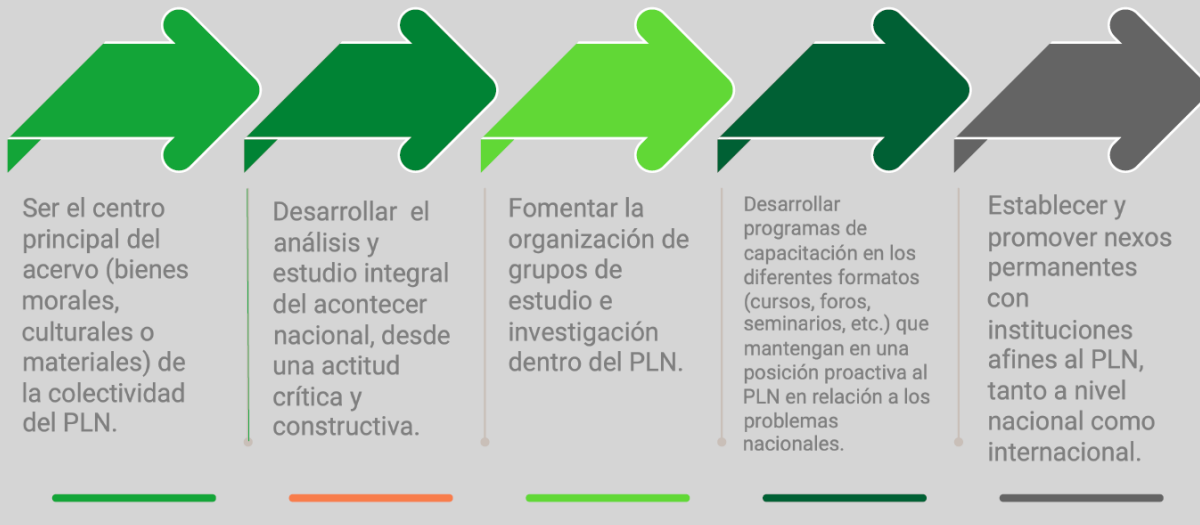 Ser el centro
principal del
acervo (bienes
morales,
culturales o
materiales) de
la colectividad
del PLN.
Desarrollar el
análisis y
estudio integral
del acontecer
nacional, desde
una actitud
crítica y
constructiva.
Fomentar la
organización de
grupos de
estudio e
investigación
dentro del PLN.
Desarrollar
programas de
capacitación en los
diferentes formatos
(cursos, foros,
seminarios, etc.) que
mantengan en una
posición proactiva al
PLN en relación a los
problemas
nacionales.
Establecer y
promover nexos
permanentes
con
instituciones
afines al PLN,
tanto a nivel
nacional como
internacional.